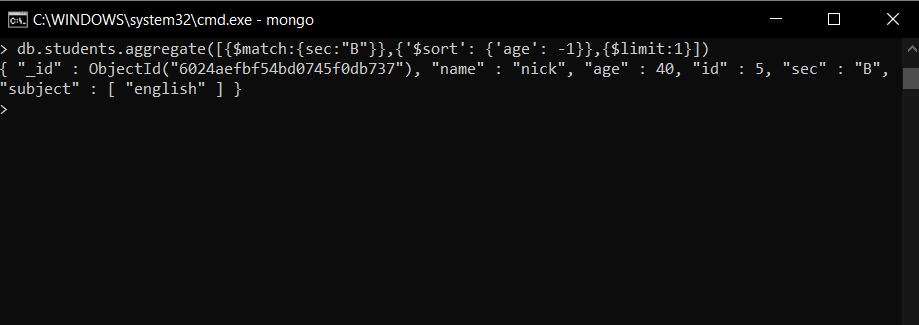 C:\WINDOWS\system32\cmd.exe - mongo
> db.students.aggregate([{$match:{sec:"B"}},{'$sort': {'age': -1}},{$limit:1}])
{ "_id" : ObjectId("6024aefbf54bd0745f0db737"), "name" : "nick", "age" : 40, "id" : 5, "sec" : "B",
"subject" : [ "english" ] }
>